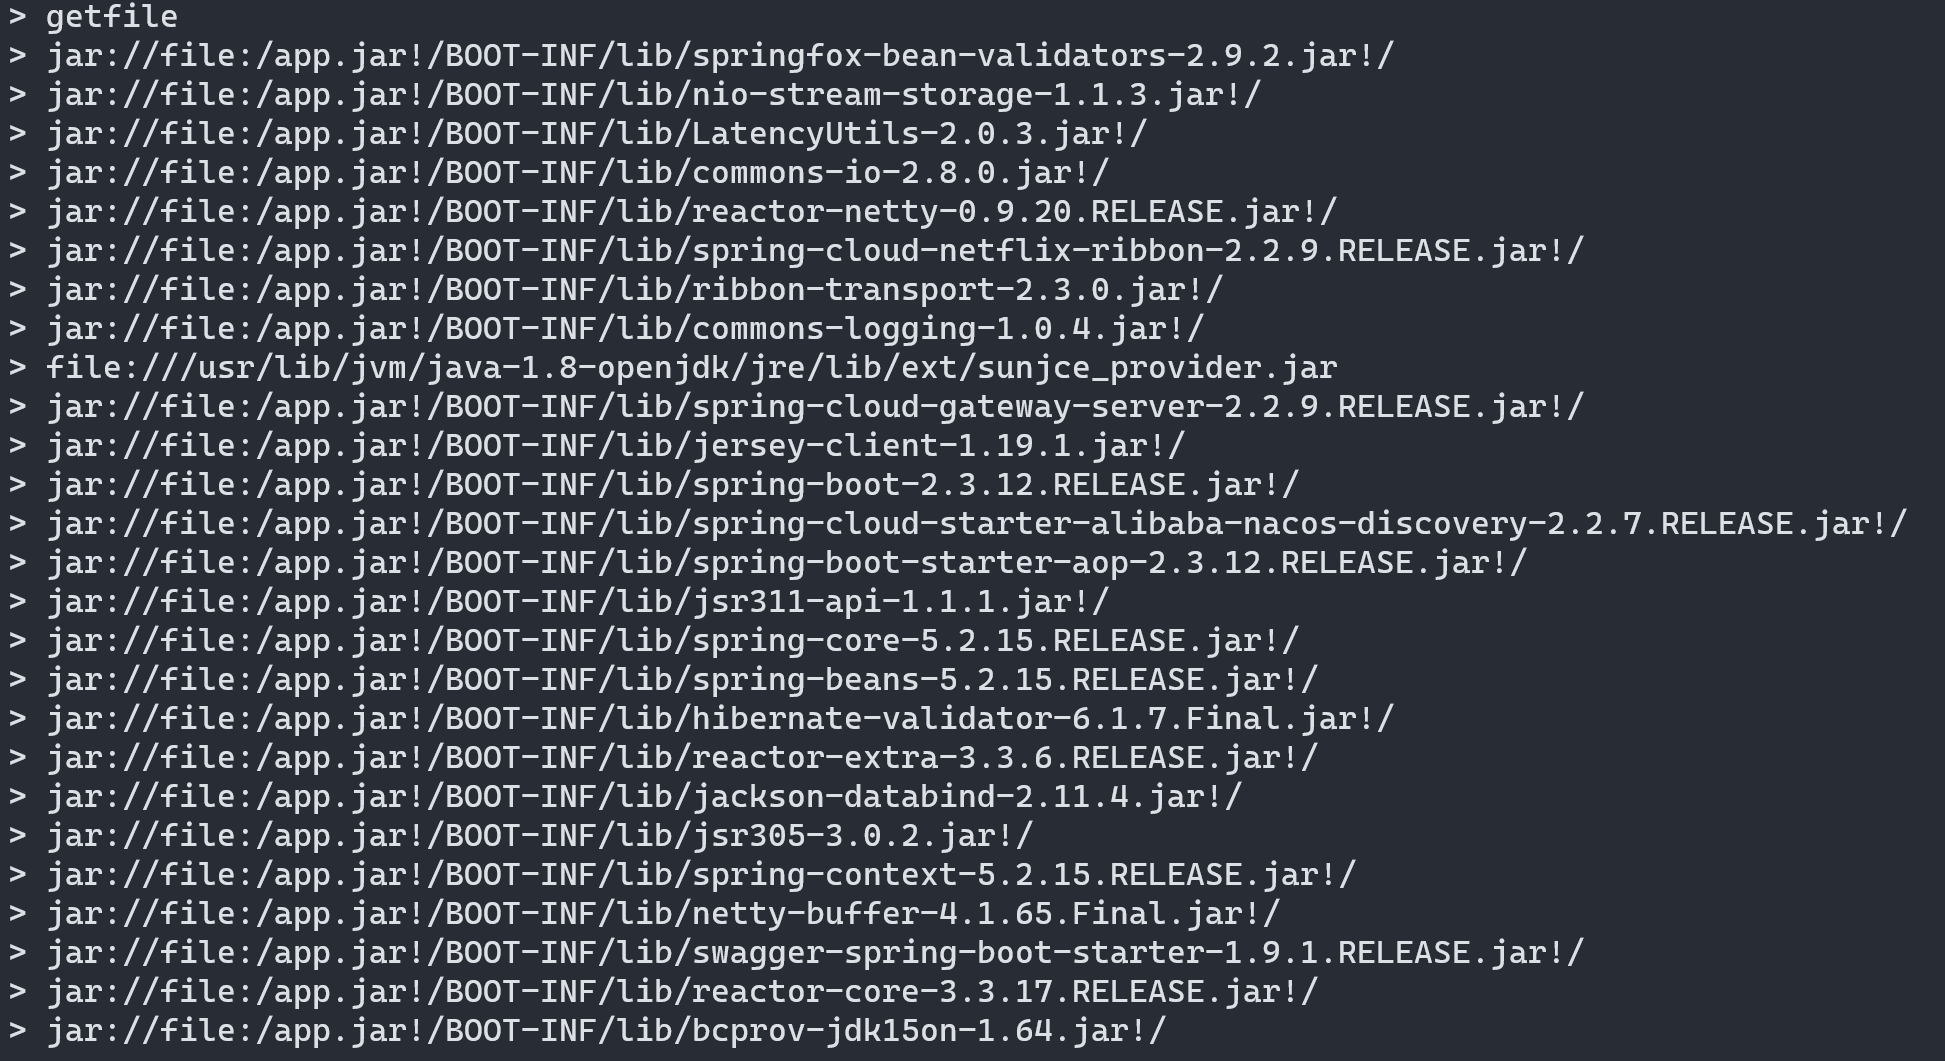 > getfile
> jar://file:/app.jar!/BOOT-INF/lib/springfox-bean-validators-2.9.2.jar!/
> jar://file:/app.jar!/BOOT-INF/lib/nio-stream-storage-1.1.3.jar!/
> jar://file:/app.jar!/BOOT-INF/lib/LatencyUtils-2.0.3.jar!/
> jar://file:/app.jar!/BOOT-INF/lib/commons-io-2.8.0.jar!/
> jar://file:/app.jar!/BOOT-INF/lib/reactor-netty-0.9.20.RELEASE.jar!/
> jar://file:/app.jar!/BOOT-INF/lib/spring-cloud-netflix-ribbon-2.2.9.RELEASE.jar!/
> jar://file:/app.jar!/BOOT-INF/lib/ribbon-transport-2.3.0.jar!/
> jar://file:/app.jar!/BOOT-INF/lib/commons-logging-1.0.4.jar!/
> file:///usr/lib/jvm/java-1.8-openjdk/jre/lib/ext/sunjce_provider.jar
> jar://file:/app.jar!/BOOT-INF/lib/spring-cloud-gateway-server-2.2.9.RELEASE.jar!/
> jar://file:/app.jar!/BOOT-INF/lib/jersey-client-1.19.1.jar!/
> jar://file:/app.jar!/BOOT-INF/lib/spring-boot-2.3.12.RELEASE.jar!/
> jar://file:/app.jar!/BOOT-INF/lib/spring-cloud-starter-alibaba-nacos-discovery-2.2.7.RELEASE.jar!/
> jar://file:/app.jar!/BOOT-INF/lib/spring-boot-starter-aop-2.3.12.RELEASE.jar!/
> jar://file:/app.jar!/BOOT-INF/lib/jsr311-api-1.1.1.jar!/
> jar://file:/app.jar!/BOOT-INF/lib/spring-core-5.2.15.RELEASE.jar!/
> jar://file:/app.jar!/BOOT-INF/lib/spring-beans-5.2.15.RELEASE.jar!/
> jar://file:/app.jar!/BOOT-INF/lib/hibernate-validator-6.1.7.Final.jar!/
> jar://file:/app.jar!/BOOT-INF/lib/reactor-extra-3.3.6.RELEASE.jar!/
> jar://file:/app.jar!/BOOT-INF/lib/jackson-databind-2.11.4.jar!/
> jar://file:/app.jar!/BOOT-INF/lib/jsr305-3.0.2.jar!/
> jar://file:/app.jar!/BOOT-INF/lib/spring-context-5.2.15.RELEASE.jar!/
> jar://file:/app.jar!/BOOT-INF/lib/netty-buffer-4.1.65.Final.jar!/
> jar://file:/app.jar!/BOOT-INF/lib/swagger-spring-boot-starter-1.9.1.RELEASE.jar!/
> jar://file:/app.jar!/BOOT-INF/lib/reactor-core-3.3.17.RELEASE.jar!/
> jar://file:/app.jar!/BOOT-INF/lib/bcprov-jdk15on-1.64.jar!/